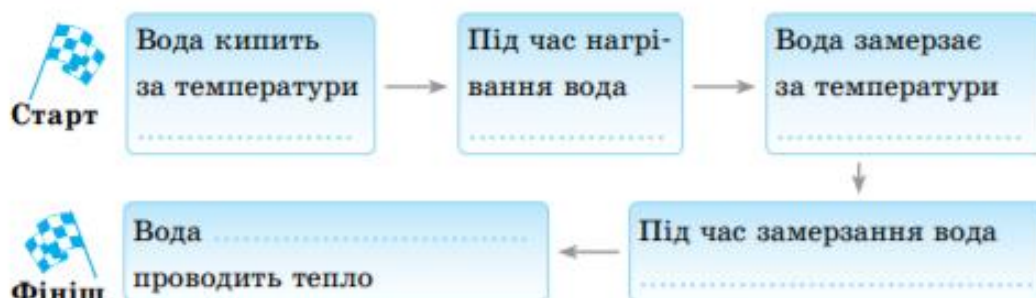 Старт
Вода кипить
за температури
........................
Під час нагрі-
вання вода
........................
Вода замерзає
за температури
........................
Під час замерзання вода
........................
Вода ........................
проводить тепло
Фініш